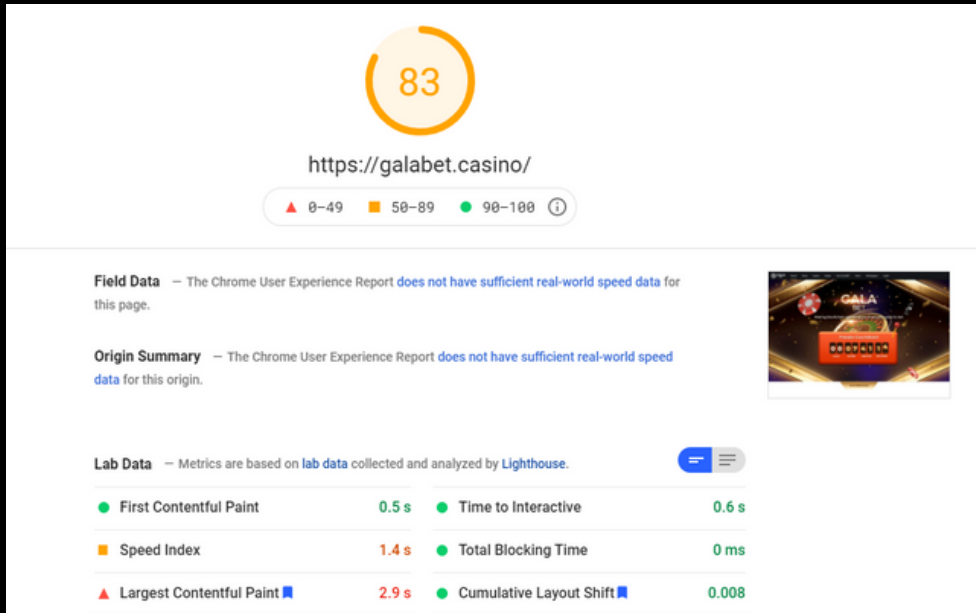 83
https://galabet.casino/
0–49 50–89 90–100
Field Data — The Chrome User Experience Report does not have sufficient real-world speed data for
this page.
Origin Summary — The Chrome User Experience Report does not have sufficient real-world speed
data for this origin.
GALA
BET
Lab Data — Metrics are based on lab data collected and analyzed by Lighthouse.
First Contentful Paint 0.5 s Time to Interactive 0.6 s
Speed Index 1.4 s Total Blocking Time 0 ms
Largest Contentful Paint 2.9 s Cumulative Layout Shift 0.008